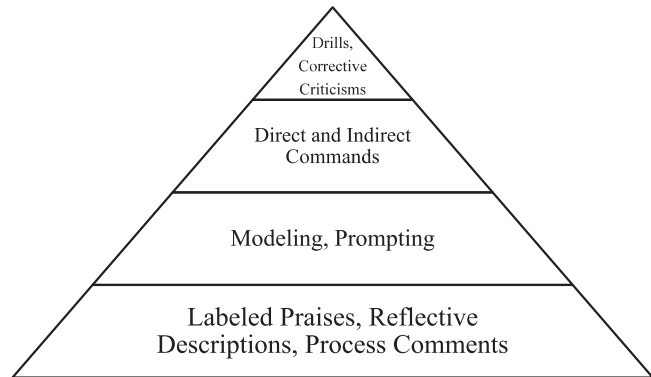 Drills,
Corrective
Criticisms
Direct and Indirect
Commands
Modeling, Prompting
Labeled Praises, Reflective
Descriptions, Process Comments